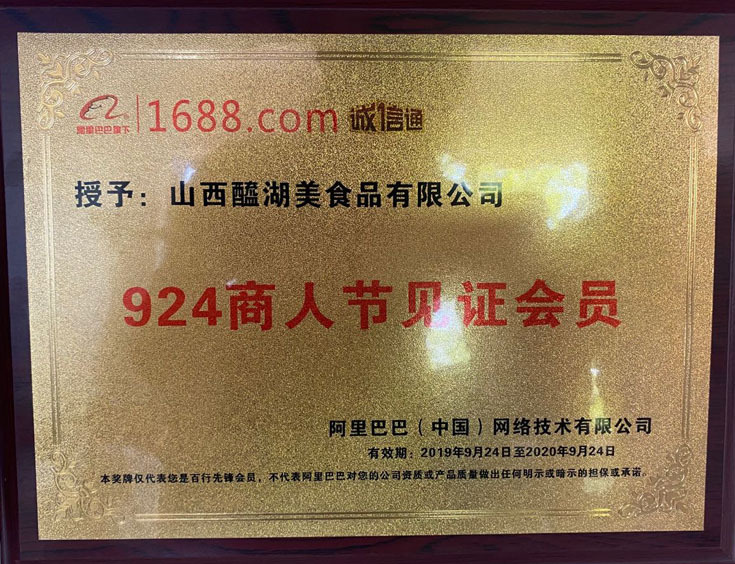 阿里巴巴旗下
1688.com 诚信通
授予：山西醯湖美食品有限公司
924商人节见证会员
阿里巴巴（中国）网络技术有限公司
有效期：2019年9月24日至2020年9月24日
本奖牌仅代表您是百行先锋会员，不代表阿里巴巴对您的公司资质或产品质量做出任何明示或暗示的担保或承诺。